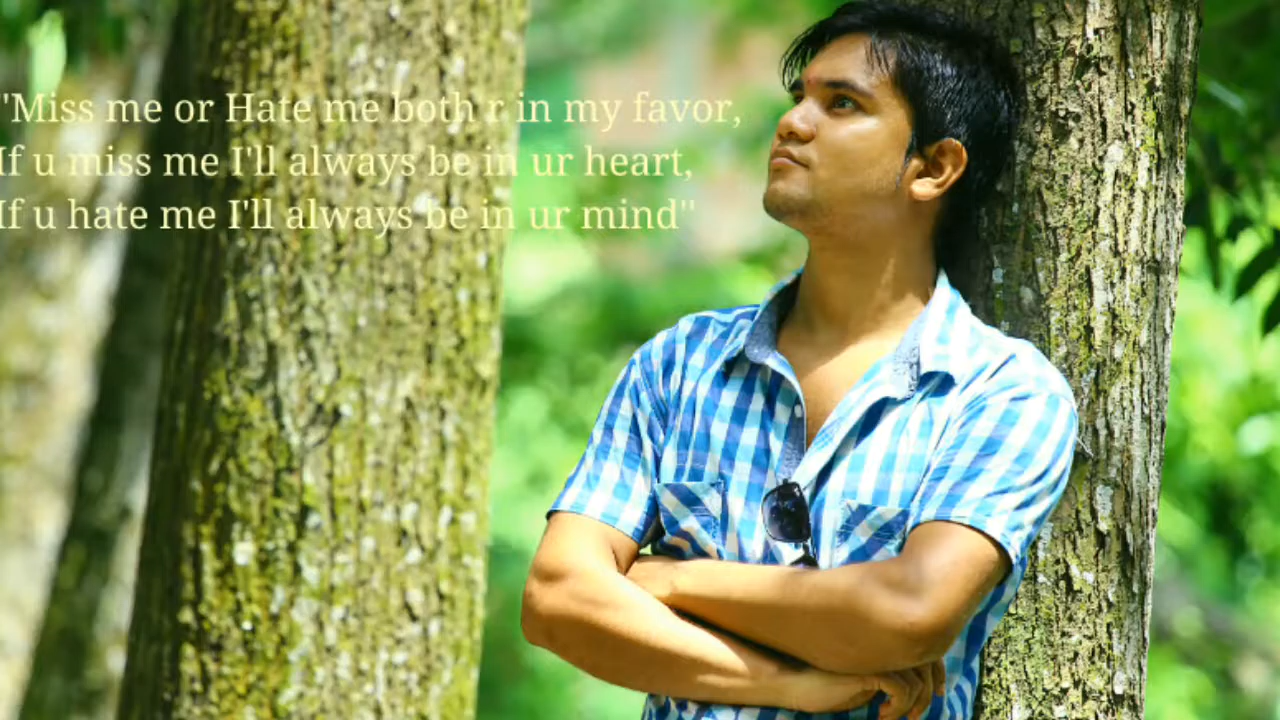 "Miss me or Hate me both r in my favor,
If u miss me I'll always be in ur heart,
If u hate me I'll always be in ur mind"